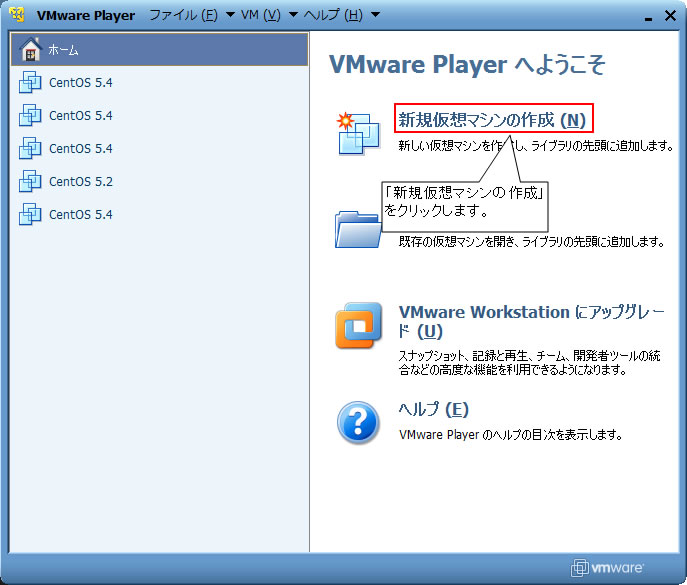 VMware Player ファイル (F) VM (V) ヘルプ (H)
ホーム
CentOS 5.4
CentOS 5.4
CentOS 5.4
CentOS 5.2
CentOS 5.4
VMware Player へようこそ
新規仮想マシンの作成 (N)
新しい仮想マシンを作成し、ライブラリの先頭に追加します。
「新規仮想マシンの作成」
をクリックします。
既存の仮想マシンを開き、ライブラリの先頭に追加します。
VMware Workstation にアップグレー
ド (U)
スナップショット、記録と再生、チーム、開発者ツールの統
合などの高度な機能を利用できるようになります。
ヘルプ (E)
VMware Player のヘルプの目次を表示します。
vmware